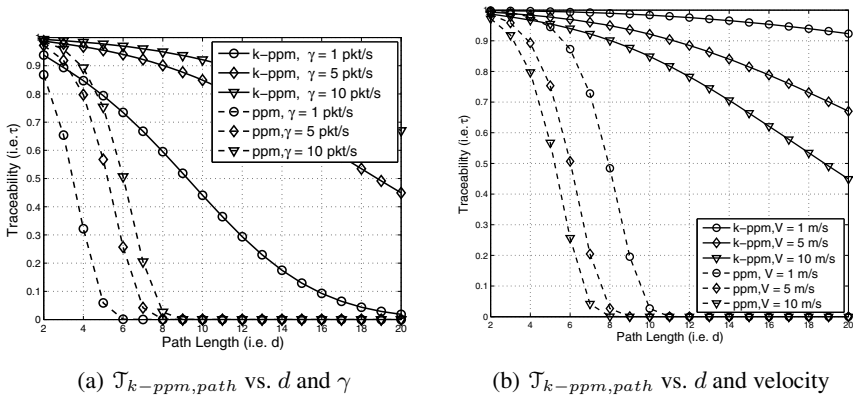 1
0.9
0.8
0.7
0.6
0.5
0.4
0.3
0.2
0.1
0
2 4 6 8 10 12 14 16 18 20
Traceability (i.e. τ)
Path Length (i.e. d)
k−ppm, γ = 1 pkt/s
k−ppm, γ = 5 pkt/s
k−ppm, γ = 10 pkt/s
ppm, γ = 1 pkt/s
ppm,γ = 5 pkt/s
ppm,γ = 10 pkt/s
(a) 𝒯k−ppm,path vs. d and γ
1
0.9
0.8
0.7
0.6
0.5
0.4
0.3
0.2
0.1
0
2 4 6 8 10 12 14 16 18 20
Traceability (i.e. τ)
Path Length (i.e. d)
k−ppm,V = 1 m/s
k−ppm,V = 5 m/s
k−ppm,V = 10 m/s
ppm, V = 1 m/s
ppm,V = 5 m/s
ppm,V = 10 m/s
(b) 𝒯k−ppm,path vs. d and velocity